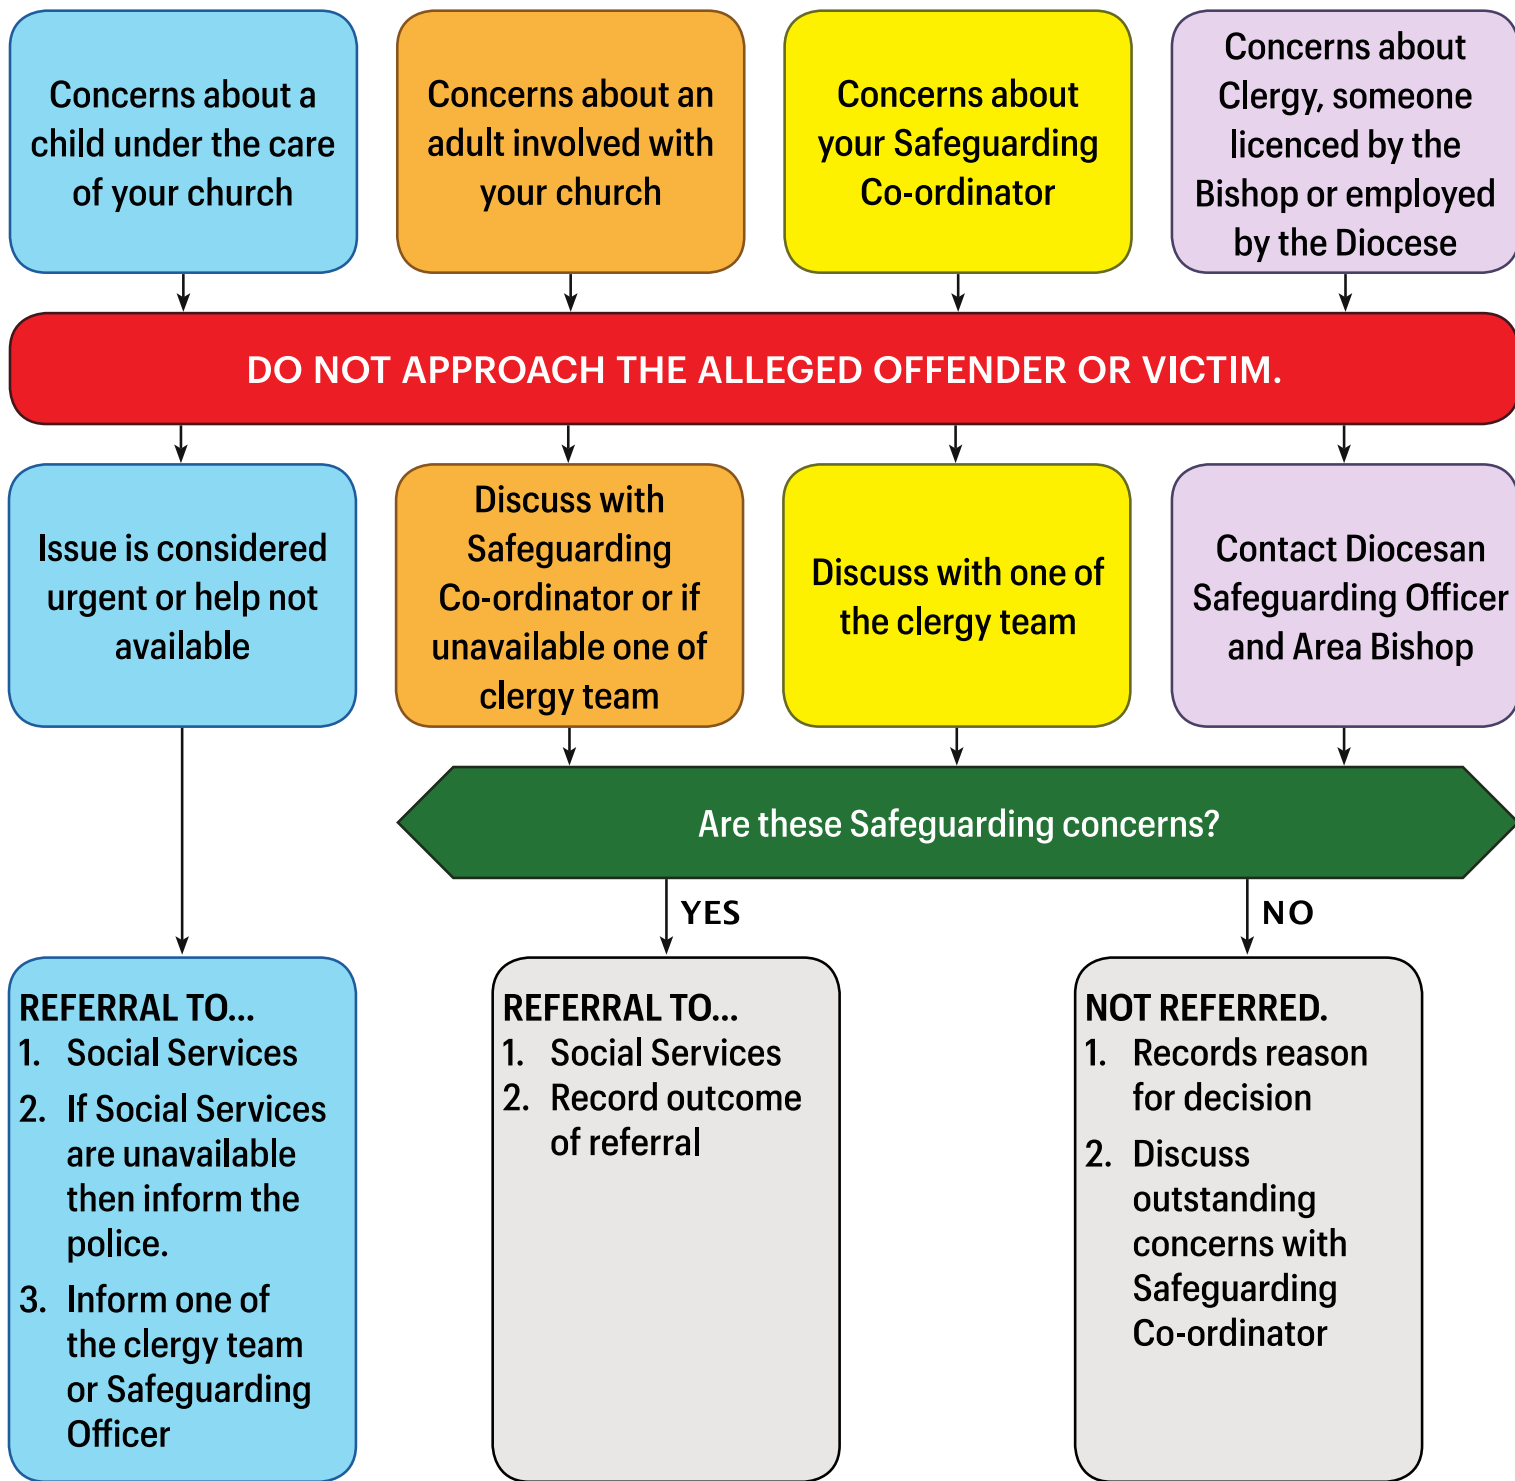 Concerns about a
child under the care
of your church
Concerns about an
adult involved with
your church
Concerns about
your Safeguarding
Co-ordinator
Concerns about
Clergy, someone
licenced by the
Bishop or employed
by the Diocese
DO NOT APPROACH THE ALLEGED OFFENDER OR VICTIM.
Issue is considered
urgent or help not
available
Discuss with
Safeguarding
Co-ordinator or if
unavailable one of
clergy team
Discuss with one of
the clergy team
Contact Diocesan
Safeguarding Officer
and Area Bishop
Are these Safeguarding concerns?
YES
NO
REFERRAL TO...
1. Social Services
2. If Social Services
are unavailable
then inform the
police.
3. Inform one of
the clergy team
or Safeguarding
Officer
REFERRAL TO...
1. Social Services
2. Record outcome
of referral
NOT REFERRED.
1. Records reason
for decision
2. Discuss
outstanding
concerns with
Safeguarding
Co-ordinator